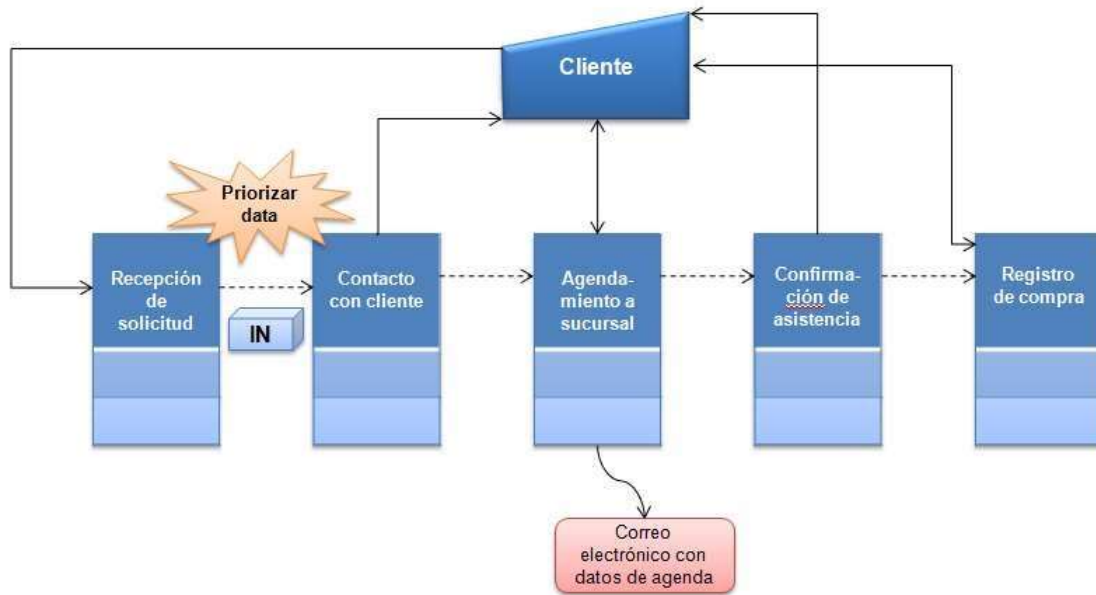 Cliente
Priorizar
data
Recepción
de
solicitud
IN
Contacto
con cliente
Agenda-
miento a
sucursal
Confirma-
ción de
asistencia
Registro
de compra
Correo
electrónico con
datos de agenda